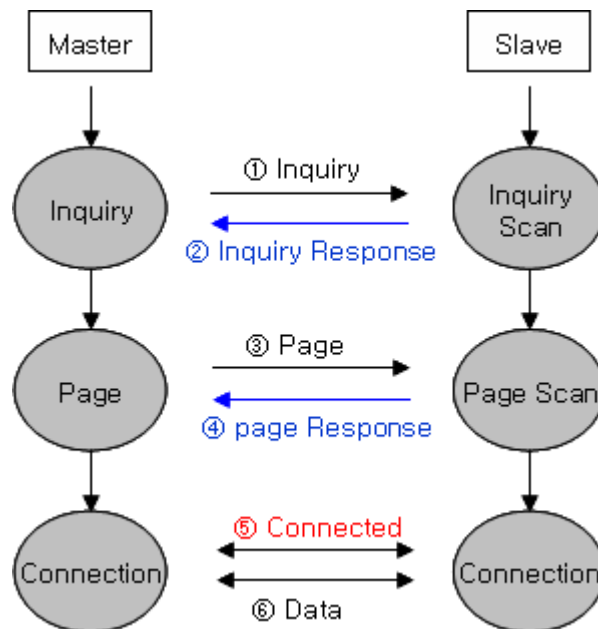 Master
Slave
① Inquiry
Inquiry
Inquiry
Scan
② Inquiry Response
③ Page
Page
Page Scan
④ page Response
⑤ Connected
Connection
Connection
⑥ Data